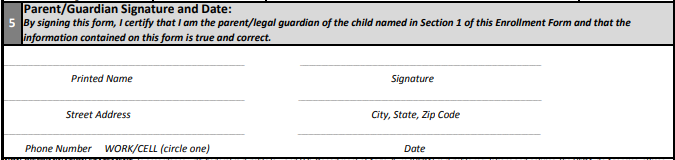 5 Parent/Guardian Signature and Date:
By signing this form, I certify that I am the parent/legal guardian of the child named in Section 1 of this Enrollment Form and that the
information contained on this form is true and correct.
Printed Name Signature
Street Address City, State, Zip Code
Phone Number WORK/CELL (circle one) Date